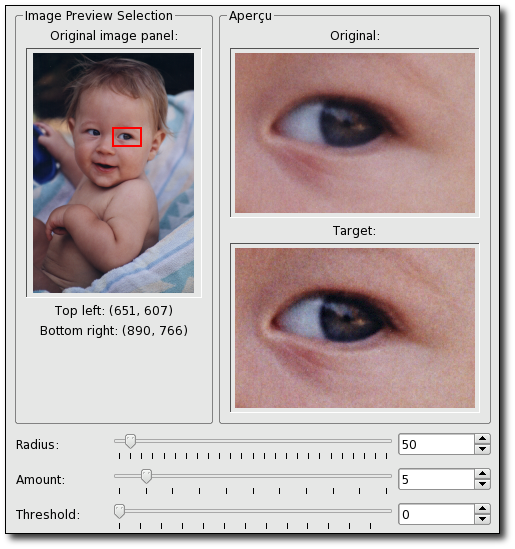 Image Preview Selection
Original image panel:
Top left: (651, 607)
Bottom right: (890, 766)
Aperçu
Original:
Target:
Radius:
50
Amount:
5
Threshold:
0